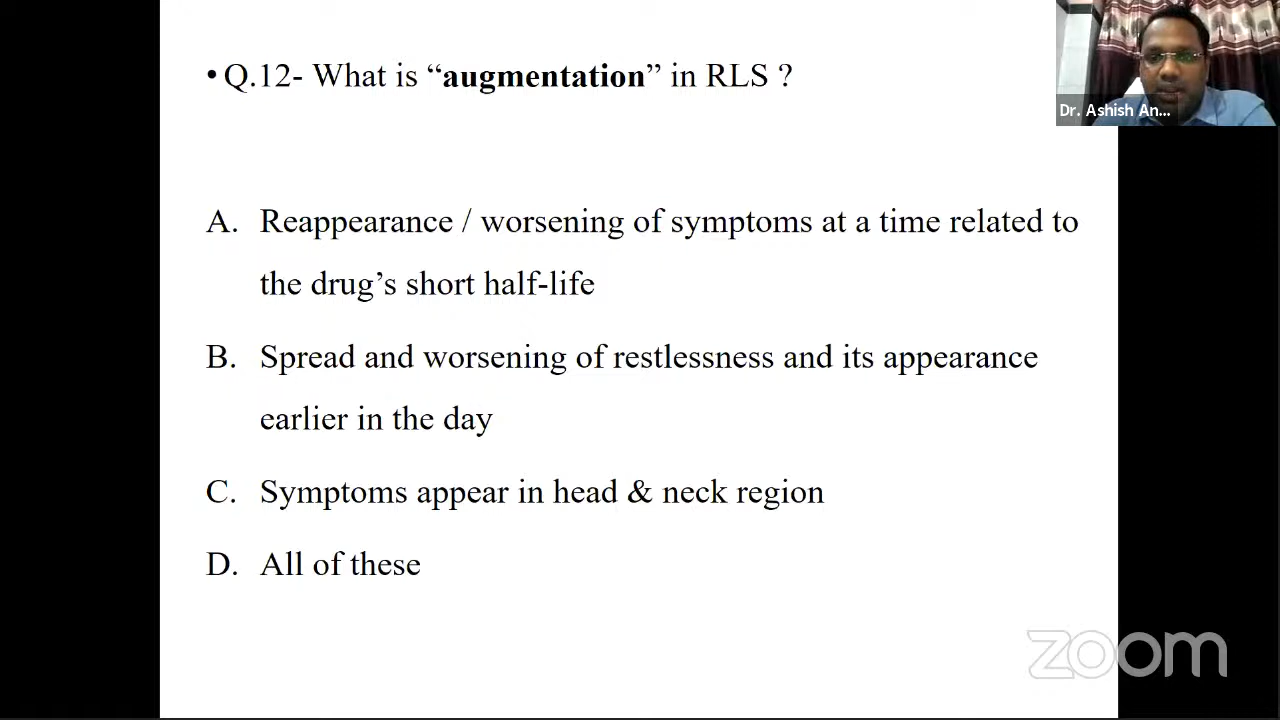 • Q.12- What is “augmentation” in RLS ?
Dr. Ashish An...
A. Reappearance / worsening of symptoms at a time related to
the drug’s short half-life
B. Spread and worsening of restlessness and its appearance
earlier in the day
C. Symptoms appear in head & neck region
D. All of these
zoom